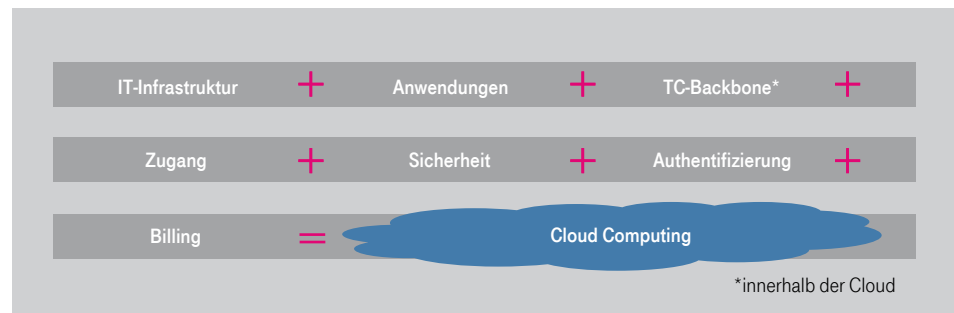 IT-Infrastruktur + Anwendungen + TC-Backbone* +
Zugang + Sicherheit + Authentifizierung +
Billing = Cloud Computing
*innerhalb der Cloud